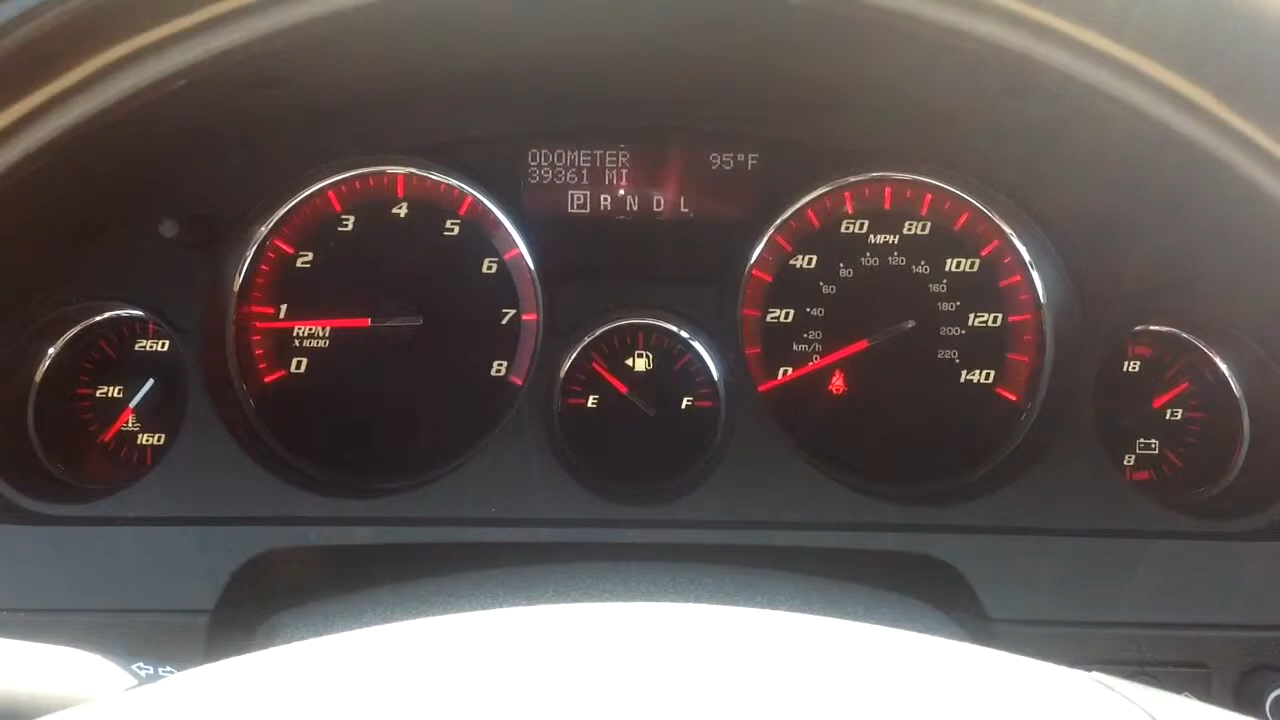 ODOMETER 95°F
39361 MI
P R N D L
0 1 2 3 4 5 6 7 8
RPM
X1000
0 20 40 60 80 100 120 140
MPH
km/h
0 20 40 60 80 100 120 140 160 180 200 220
260
210
160
E F
18
13
8